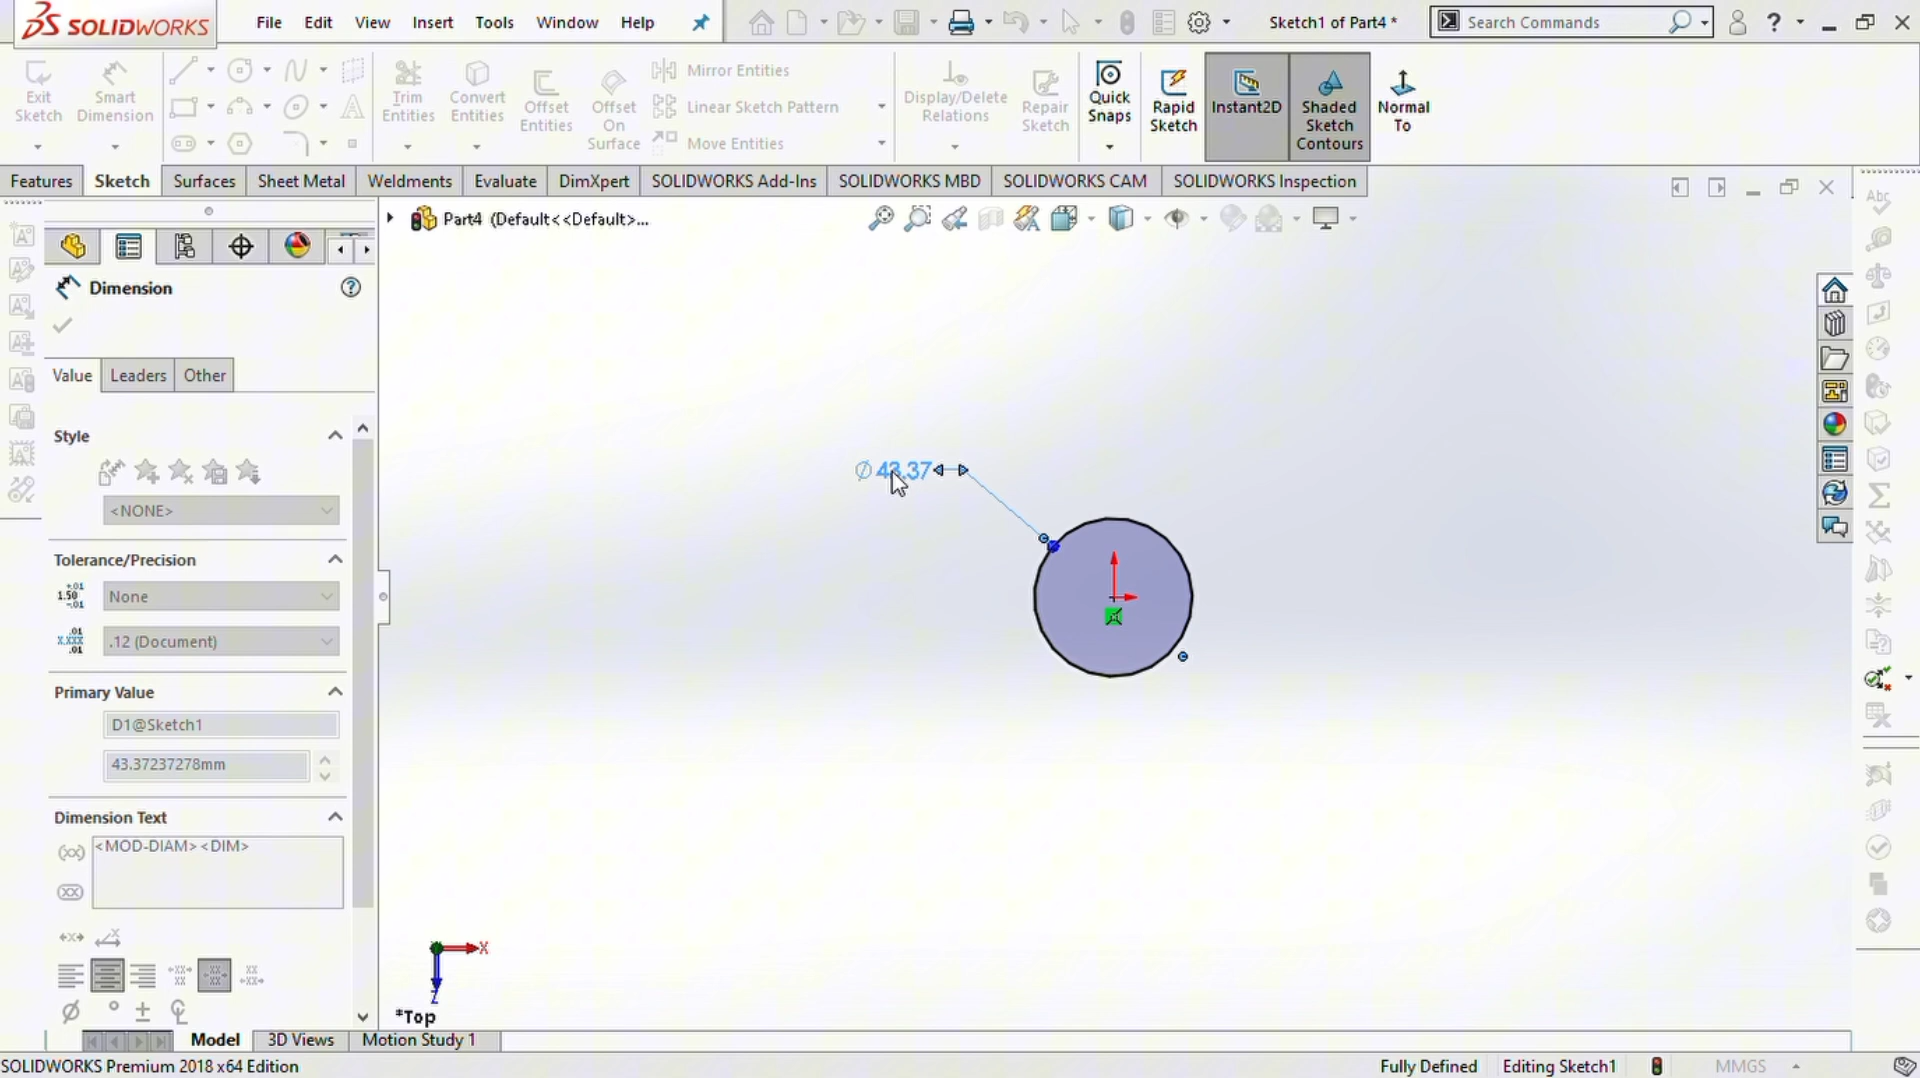 SOLIDWORKS
File Edit View Insert Tools Window Help
Sketch1 of Part4 *
Search Commands
?
Exit Sketch
Smart Dimension
Trim Entities
Convert Entities
Offset Entities
Offset On Surface
Mirror Entities
Linear Sketch Pattern
Move Entities
Display/Delete Relations
Repair Sketch
Quick Snaps
Rapid Sketch
Instant2D
Shaded Sketch Contours
Normal To
Features Sketch Surfaces Sheet Metal Weldments Evaluate DimXpert SOLIDWORKS Add-Ins SOLIDWORKS MBD SOLIDWORKS CAM SOLIDWORKS Inspection
Part4 (Default<<Default>...
Dimension
Value Leaders Other
Style
<NONE>
Tolerance/Precision
None
.12 (Document)
Primary Value
D1@Sketch1
43.37237278mm
Dimension Text
<MOD-DIAM><DIM>
∅43.37
X
Z
*Top
Model 3D Views Motion Study 1
SOLIDWORKS Premium 2018 x64 Edition
Fully Defined Editing Sketch1 MMGS